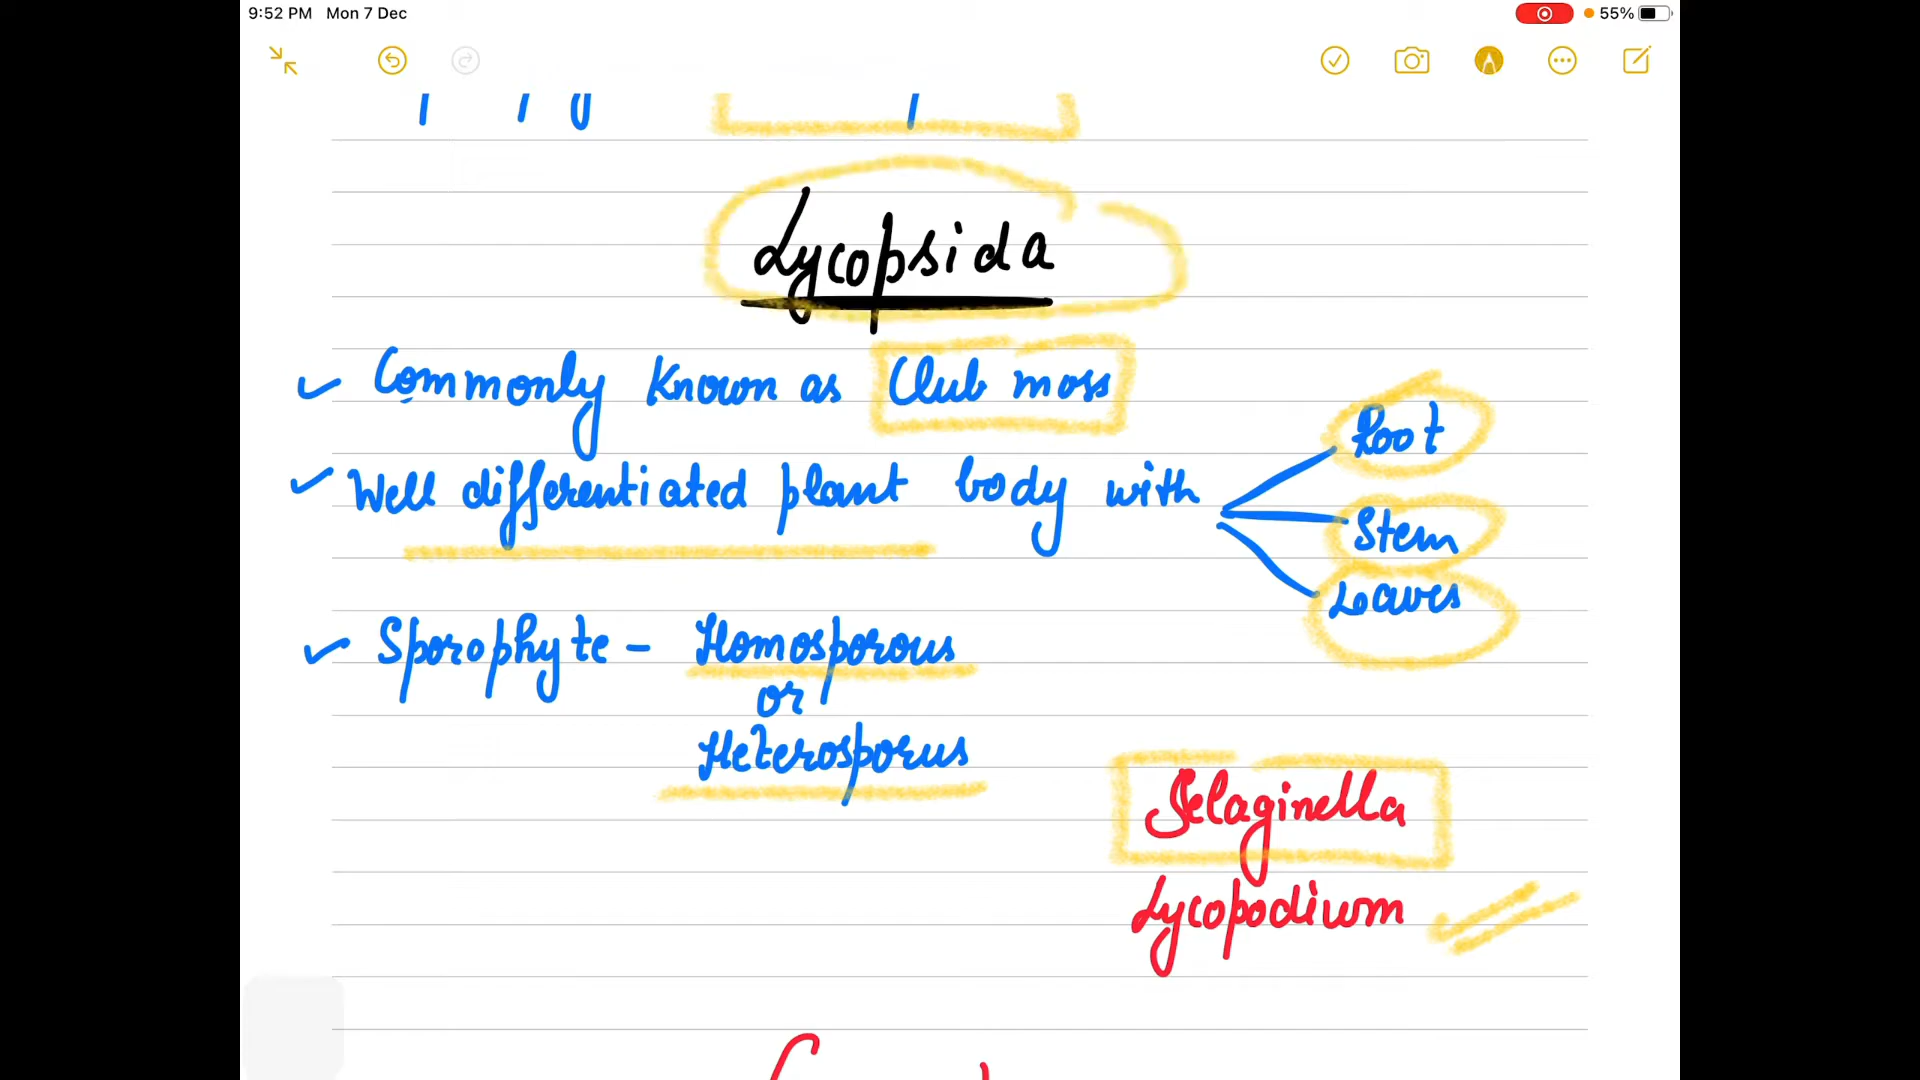 9:52 PM Mon 7 Dec
55%
Lycopsida
Commonly Known as Club moss
Root
Well differentiated plant body with
Stem
Leaves
Sporophyte - Homosporous
or
Heterosporus
Selaginella
Lycopodium